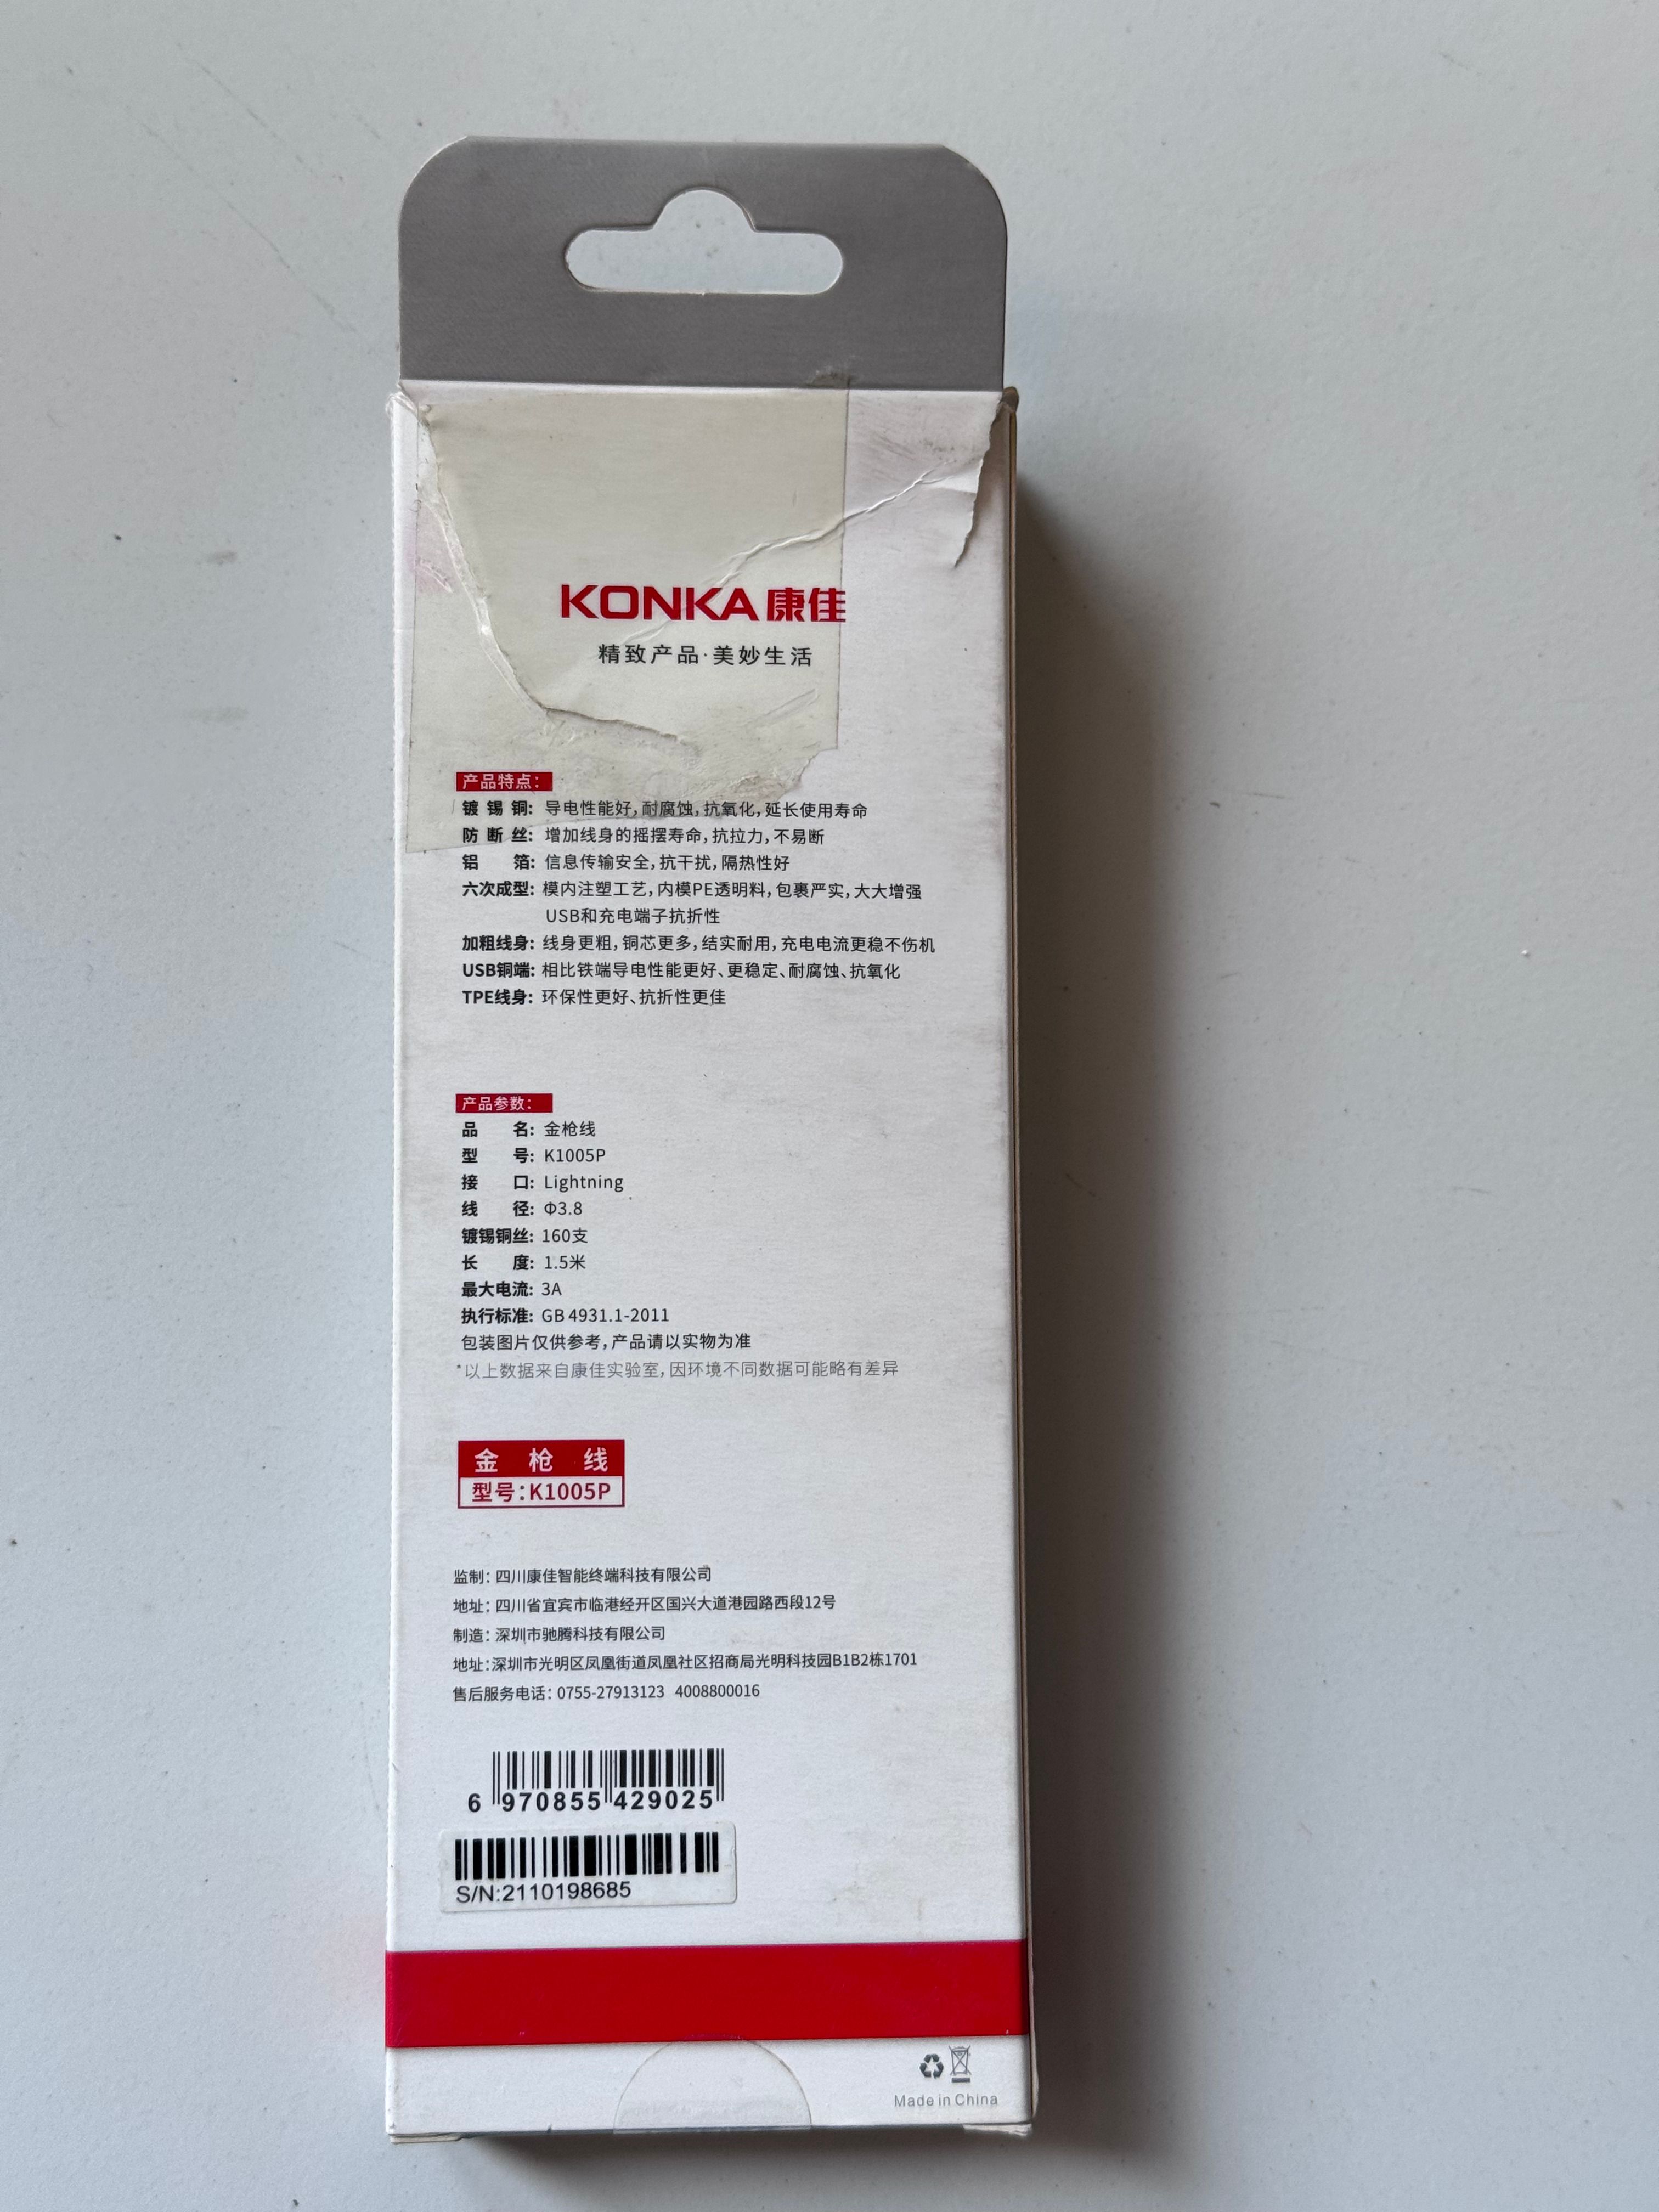 KONKA 康佳
精致产品·美妙生活
产品特点：
镀锡铜： 导电性能好，耐腐蚀，抗氧化，延长使用寿命
防断丝： 增加线身的摇摆寿命，抗拉力，不易断
铝 箔： 信息传输安全，抗干扰，隔热性好
六次成型： 模内注塑工艺，内模PE透明料，包裹严实，大大增强
USB和充电端子抗折性
加粗线身： 线身更粗，铜芯更多，结实耐用，充电电流更稳不伤机
USB铜端： 相比铁端导电性能更好、更稳定、耐腐蚀、抗氧化
TPE线身： 环保性更好、抗折性更佳
产品参数：
品 名： 金枪线
型 号： K1005P
接 口： Lightning
线 径： Φ3.8
镀锡铜丝： 160支
长 度： 1.5米
最大电流： 3A
执行标准： GB 4931.1-2011
包装图片仅供参考，产品请以实物为准
*以上数据来自康佳实验室，因环境不同数据可能略有差异
金枪线
型号：K1005P
监制：四川康佳智能终端科技有限公司
地址：四川省宜宾市临港经开区国兴大道港园路西段12号
制造：深圳市驰腾科技有限公司
地址：深圳市光明区凤凰街道凤凰社区招商局光明科技园B1B2栋1701
售后服务电话：0755-27913123 4008800016
6 970855 429025
S/N:2110198685
Made in China